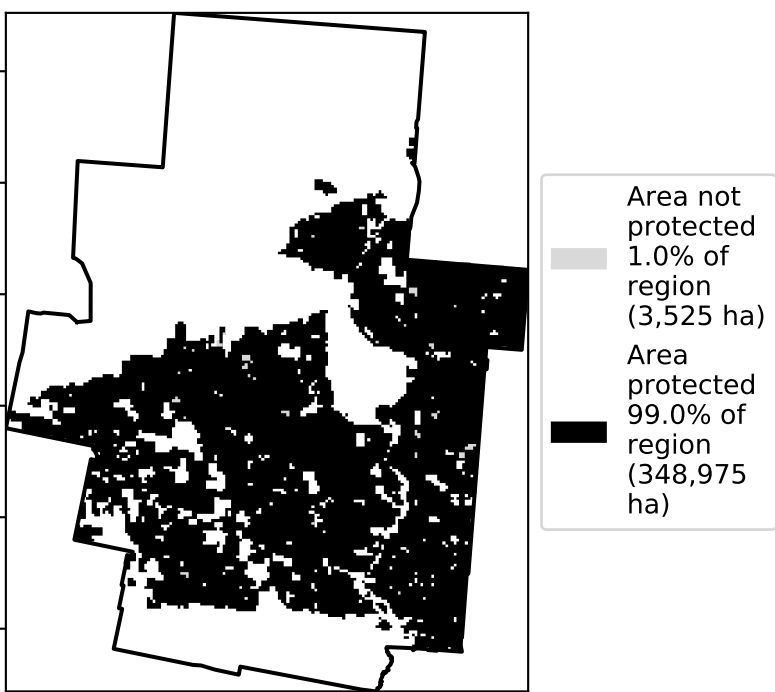 Area not
protected
1.0% of
region
(3,525 ha)
Area
protected
99.0% of
region
(348,975
ha)